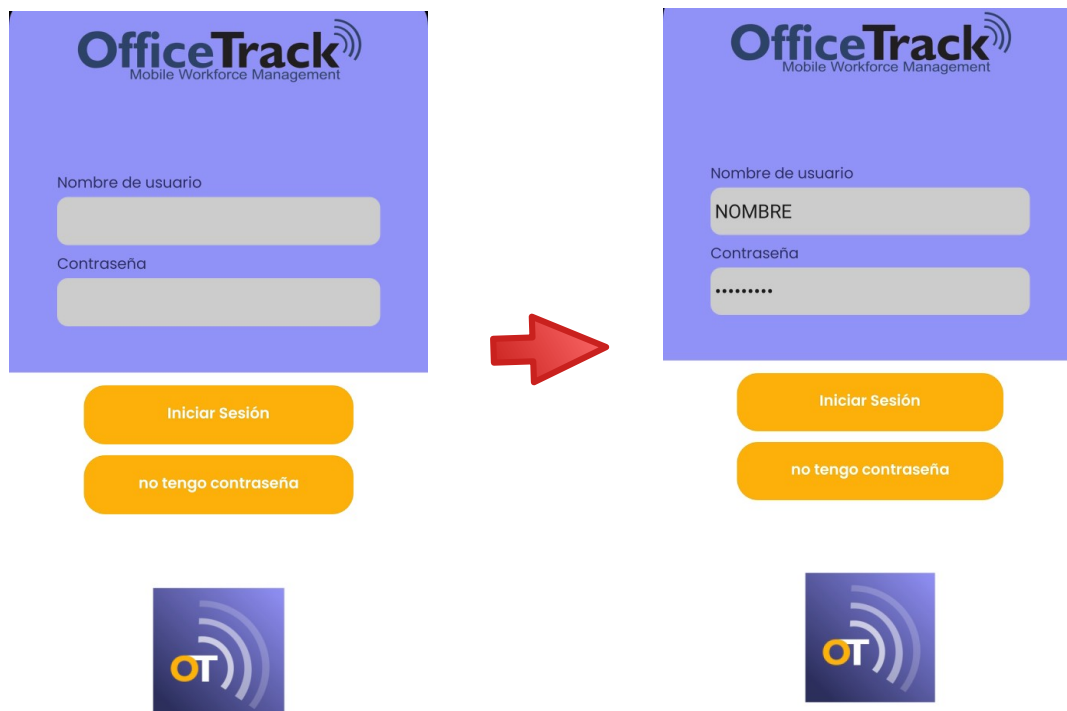 OfficeTrack
Mobile Workforce Management
Nombre de usuario
Contraseña
Iniciar Sesión
no tengo contraseña
OT
OfficeTrack
Mobile Workforce Management
Nombre de usuario
NOMBRE
Contraseña
•••••••••
Iniciar Sesión
no tengo contraseña
OT